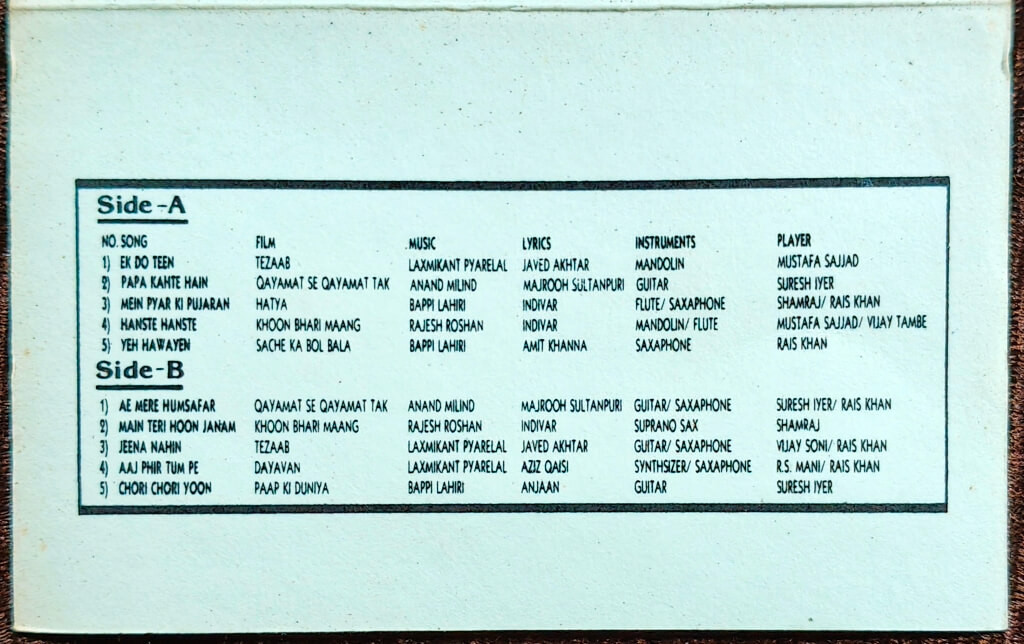 Side-A
NO. SONG FILM MUSIC LYRICS INSTRUMENTS PLAYER
1) EK DO TEEN TEZAAB LAXMIKANT PYARELAL JAVED AKHTAR MANDOLIN MUSTAFA SAJJAD
2) PAPA KAHTE HAIN QAYAMAT SE QAYAMAT TAK ANAND MILIND MAJROOH SULTANPURI GUITAR SURESH IYER
3) MEIN PYAR KI PUJARAN HATYA BAPPI LAHIRI INDIVAR FLUTE/ SAXAPHONE SHAMRAJ/ RAIS KHAN
4) HANSTE HANSTE KHOON BHARI MAANG RAJESH ROSHAN INDIVAR MANDOLIN/ FLUTE MUSTAFA SAJJAD/ VIJAY TAMBE
5) YEH HAWAYEN SACHE KA BOL BALA BAPPI LAHIRI AMIT KHANNA SAXAPHONE RAIS KHAN
Side-B
1) AE MERE HUMSAFAR QAYAMAT SE QAYAMAT TAK ANAND MILIND MAJROOH SULTANPURI GUITAR/ SAXAPHONE SURESH IYER/ RAIS KHAN
2) MAIN TERI HOON JANAM KHOON BHARI MAANG RAJESH ROSHAN INDIVAR SUPRANO SAX SHAMRAJ
3) JEENA NAHIN TEZAAB LAXMIKANT PYARELAL JAVED AKHTAR GUITAR/ SAXAPHONE VIJAY SONI/ RAIS KHAN
4) AAJ PHIR TUM PE DAYAVAN LAXMIKANT PYARELAL AZIZ QAISI SYNTHSIZER/ SAXAPHONE R.S. MANI/ RAIS KHAN
5) CHORI CHORI YOON PAAP KI DUNIYA BAPPI LAHIRI ANJAAN GUITAR SURESH IYER